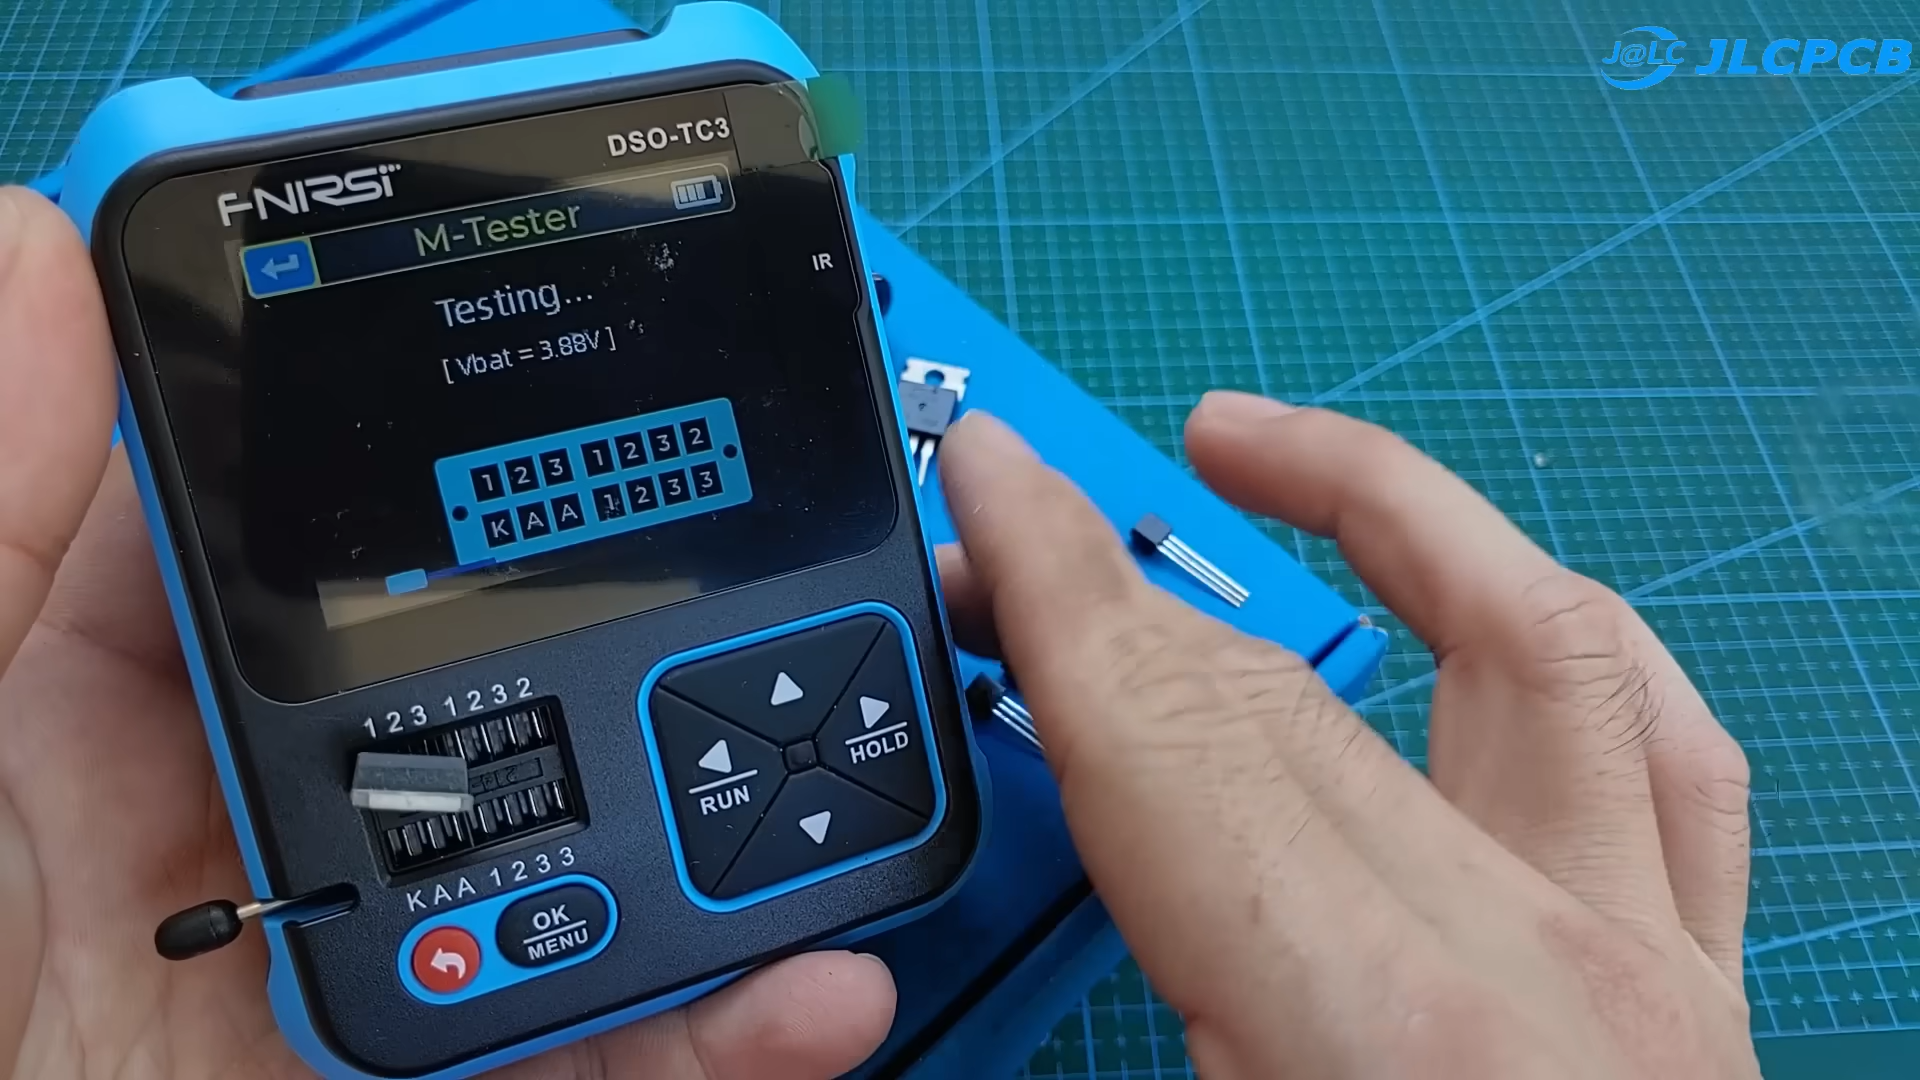 J@LC JLCPCB
DSO-TC3
FNIRSI
M-Tester
IR
Testing...
[ Vbat = 3.88V ]
1 2 3 1 2 3 2
K A A 1 2 3 3
1 2 3 1 2 3 2
K A A 1 2 3 3
RUN
HOLD
OK
MENU